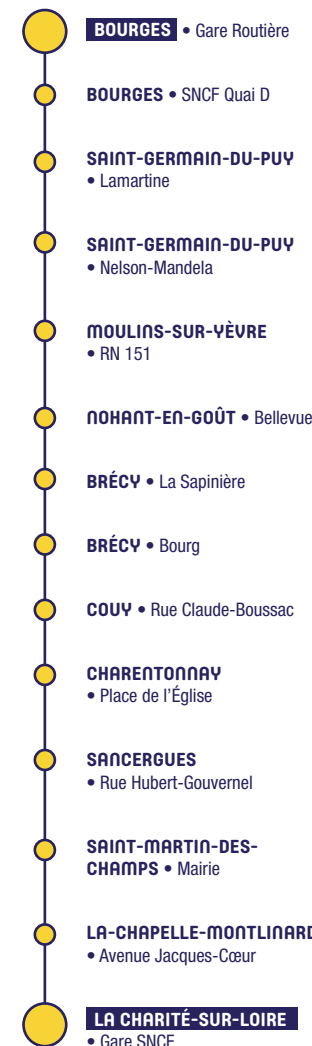 BOURGES • Gare Routière
BOURGES • SNCF Quai D
SAINT-GERMAIN-DU-PUY
• Lamartine
SAINT-GERMAIN-DU-PUY
• Nelson-Mandela
MOULINS-SUR-YÈVRE
• RN 151
NOHANT-EN-GOÛT • Bellevue
BRÉCY • La Sapinière
BRÉCY • Bourg
COUY • Rue Claude-Boussac
CHARENTONNAY
• Place de l'Église
SANCERGUES
• Rue Hubert-Gouvernel
SAINT-MARTIN-DES-
CHAMPS • Mairie
LA-CHAPELLE-MONTLINARD
• Avenue Jacques-Cœur
LA CHARITÉ-SUR-LOIRE
• Gare SNCF